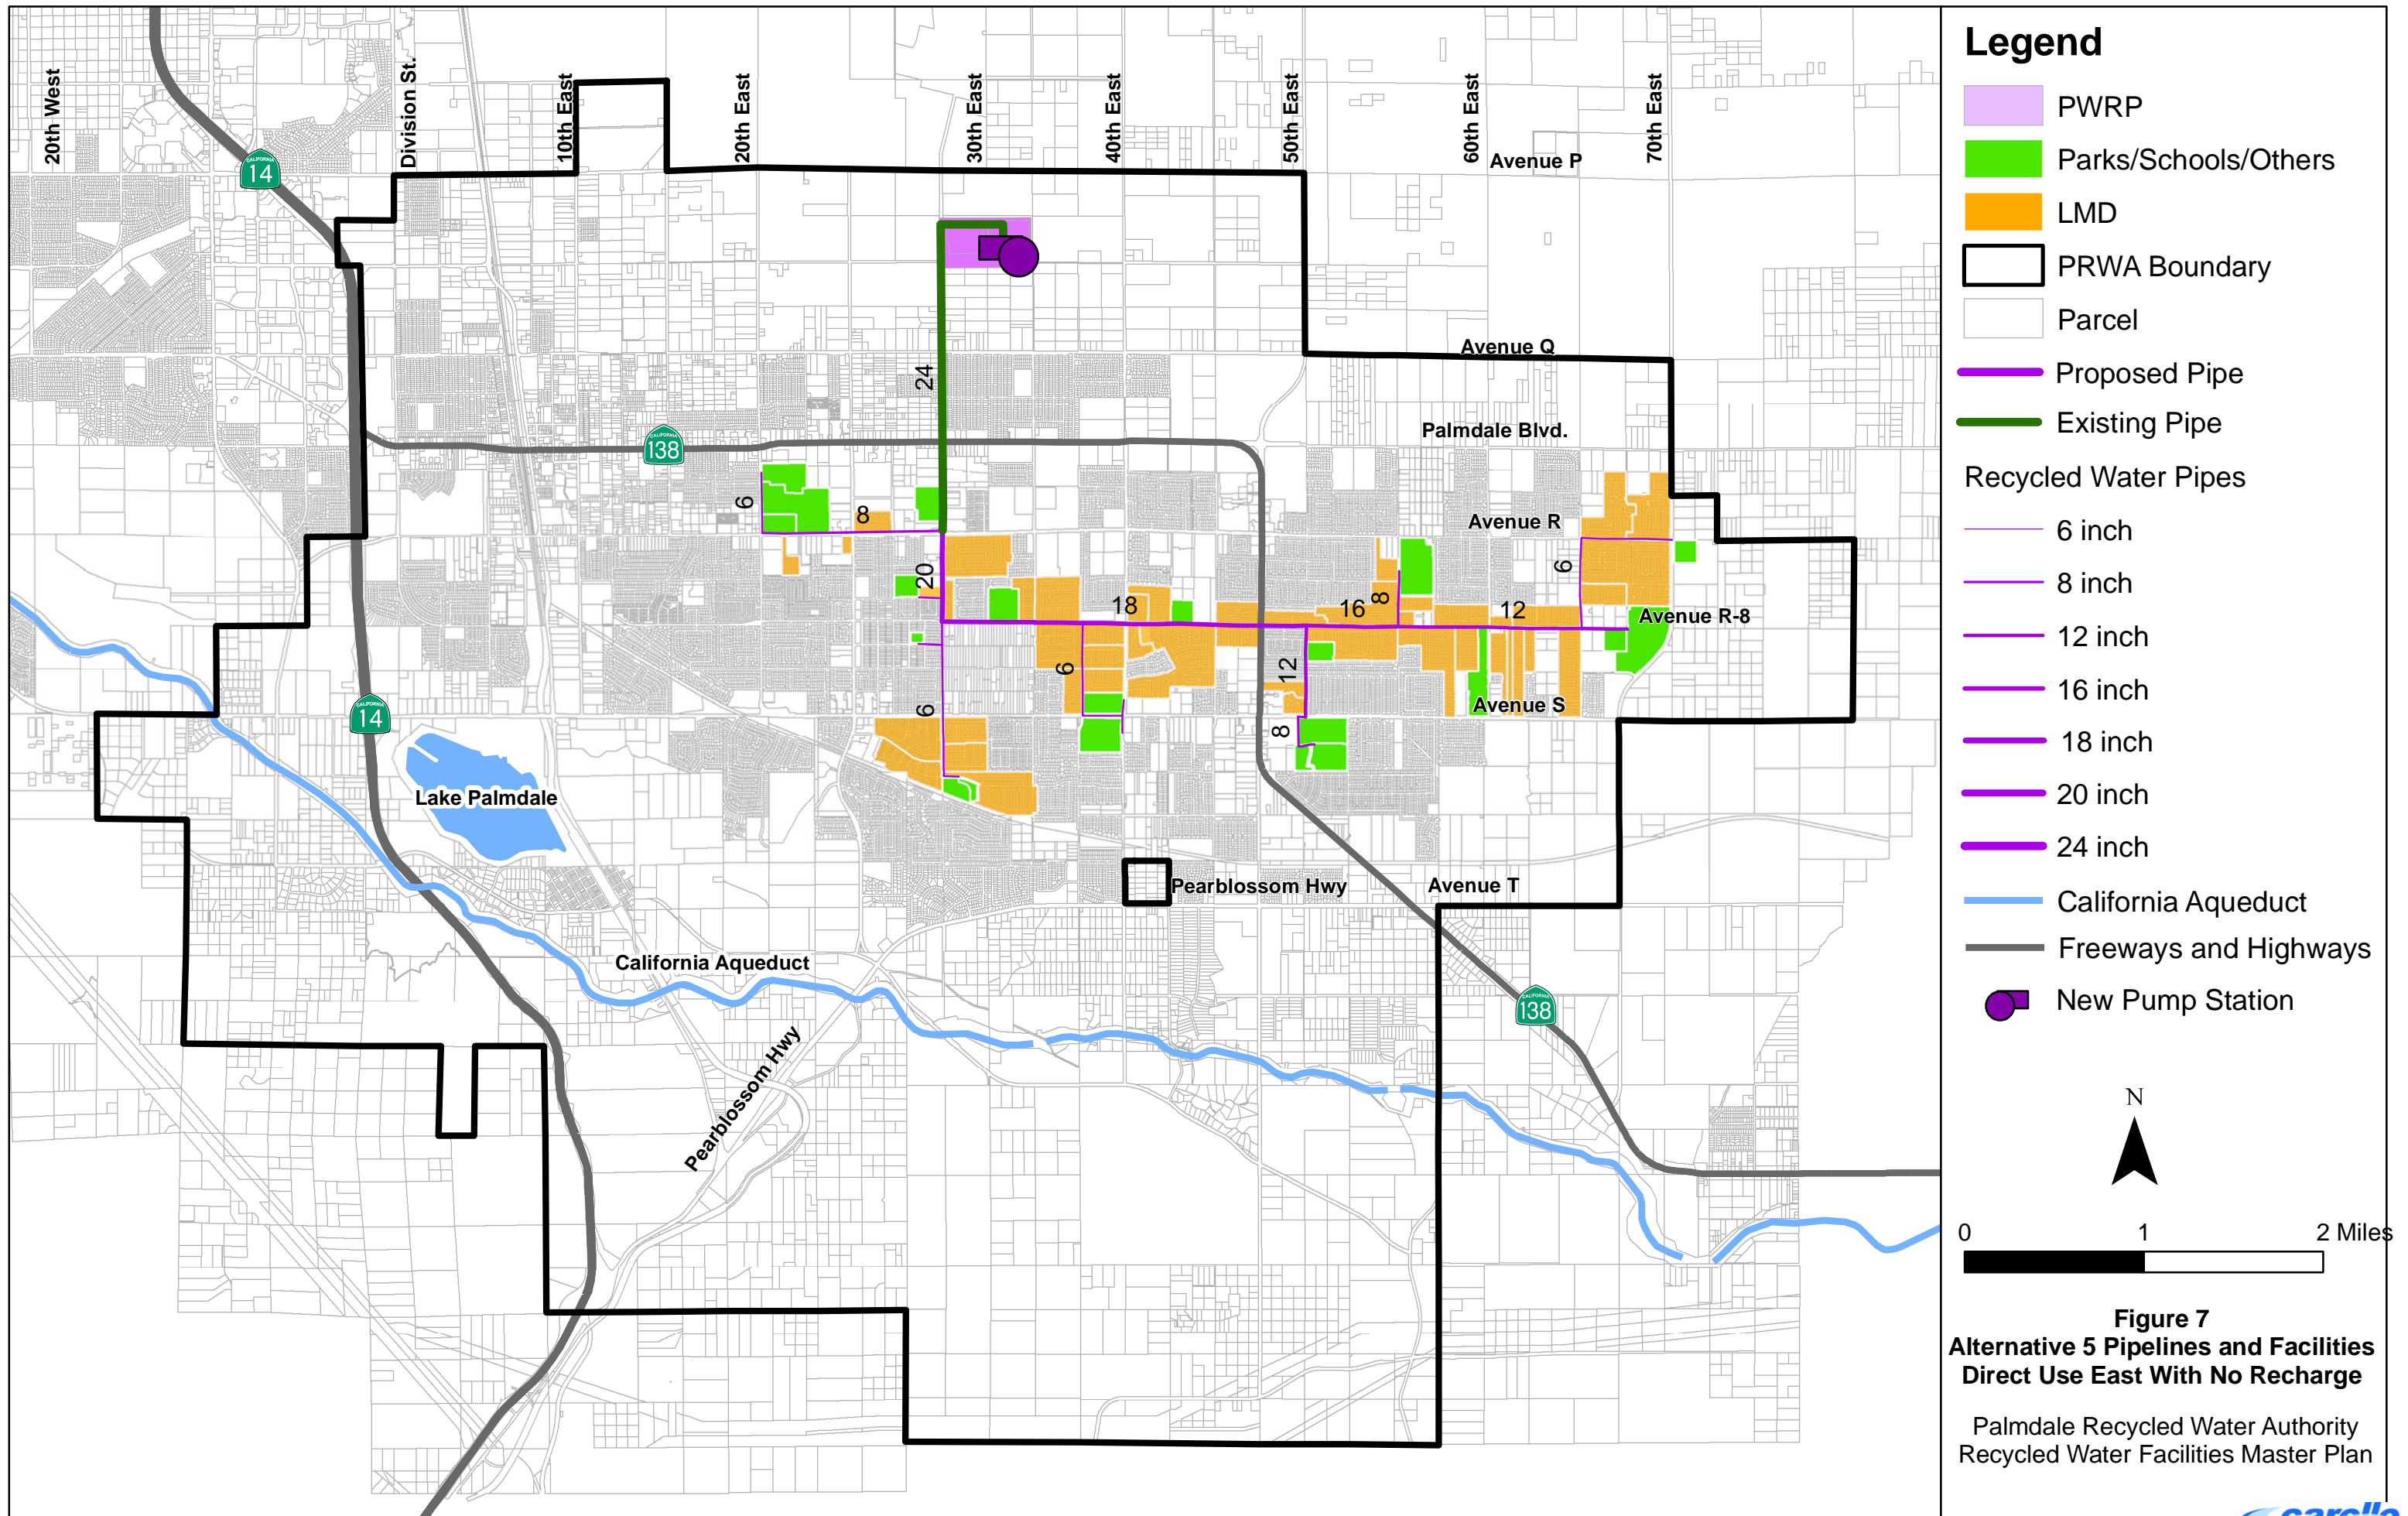 20th West
Division St.
10th East
20th East
30th East
40th East
50th East
60th East
70th East
Avenue P
CALIFORNIA
14
Avenue Q
24
Palmdale Blvd.
CALIFORNIA
138
6
8
Avenue R
20
18
16
8
12
6
Avenue R-8
6
12
6
Avenue S
8
CALIFORNIA
14
Lake Palmdale
Pearblossom Hwy
Avenue T
California Aqueduct
CALIFORNIA
138
Pearblossom Hwy
Legend
PWRP
Parks/Schools/Others
LMD
PRWA Boundary
Parcel
Proposed Pipe
Existing Pipe
Recycled Water Pipes
6 inch
8 inch
12 inch
16 inch
18 inch
20 inch
24 inch
California Aqueduct
Freeways and Highways
New Pump Station
N
0 1 2 Miles
Figure 7
Alternative 5 Pipelines and Facilities
Direct Use East With No Recharge
Palmdale Recycled Water Authority
Recycled Water Facilities Master Plan